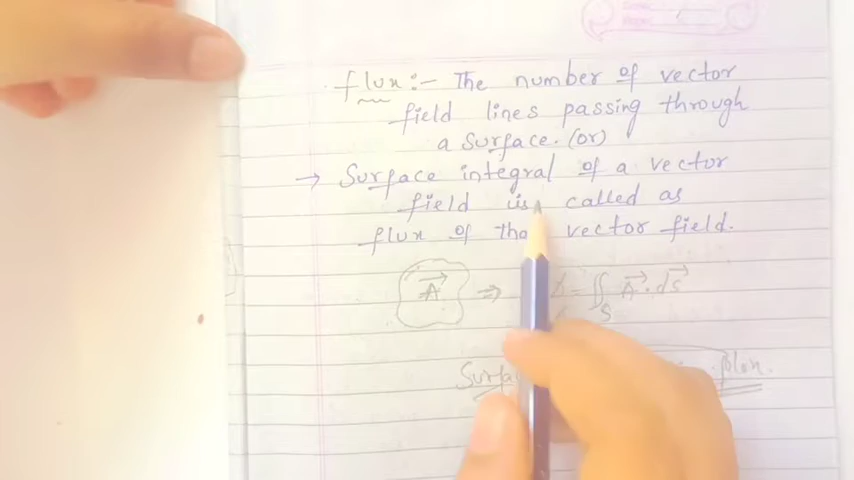 flux:- The number of vector
field lines passing through
a surface. (or)
→ Surface integral of a vector
field is called as
flux of the vector field.
A⃗ ⇒ = ∬ A⃗ · ds⃗
S